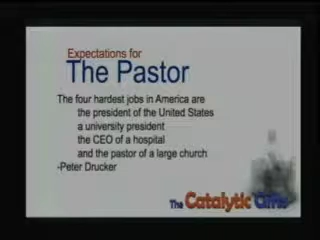 Expectations for
The Pastor
The four hardest jobs in America are
the president of the United States
a university president
the CEO of a hospital
and the pastor of a large church
-Peter Drucker
The Catalytic Gifts